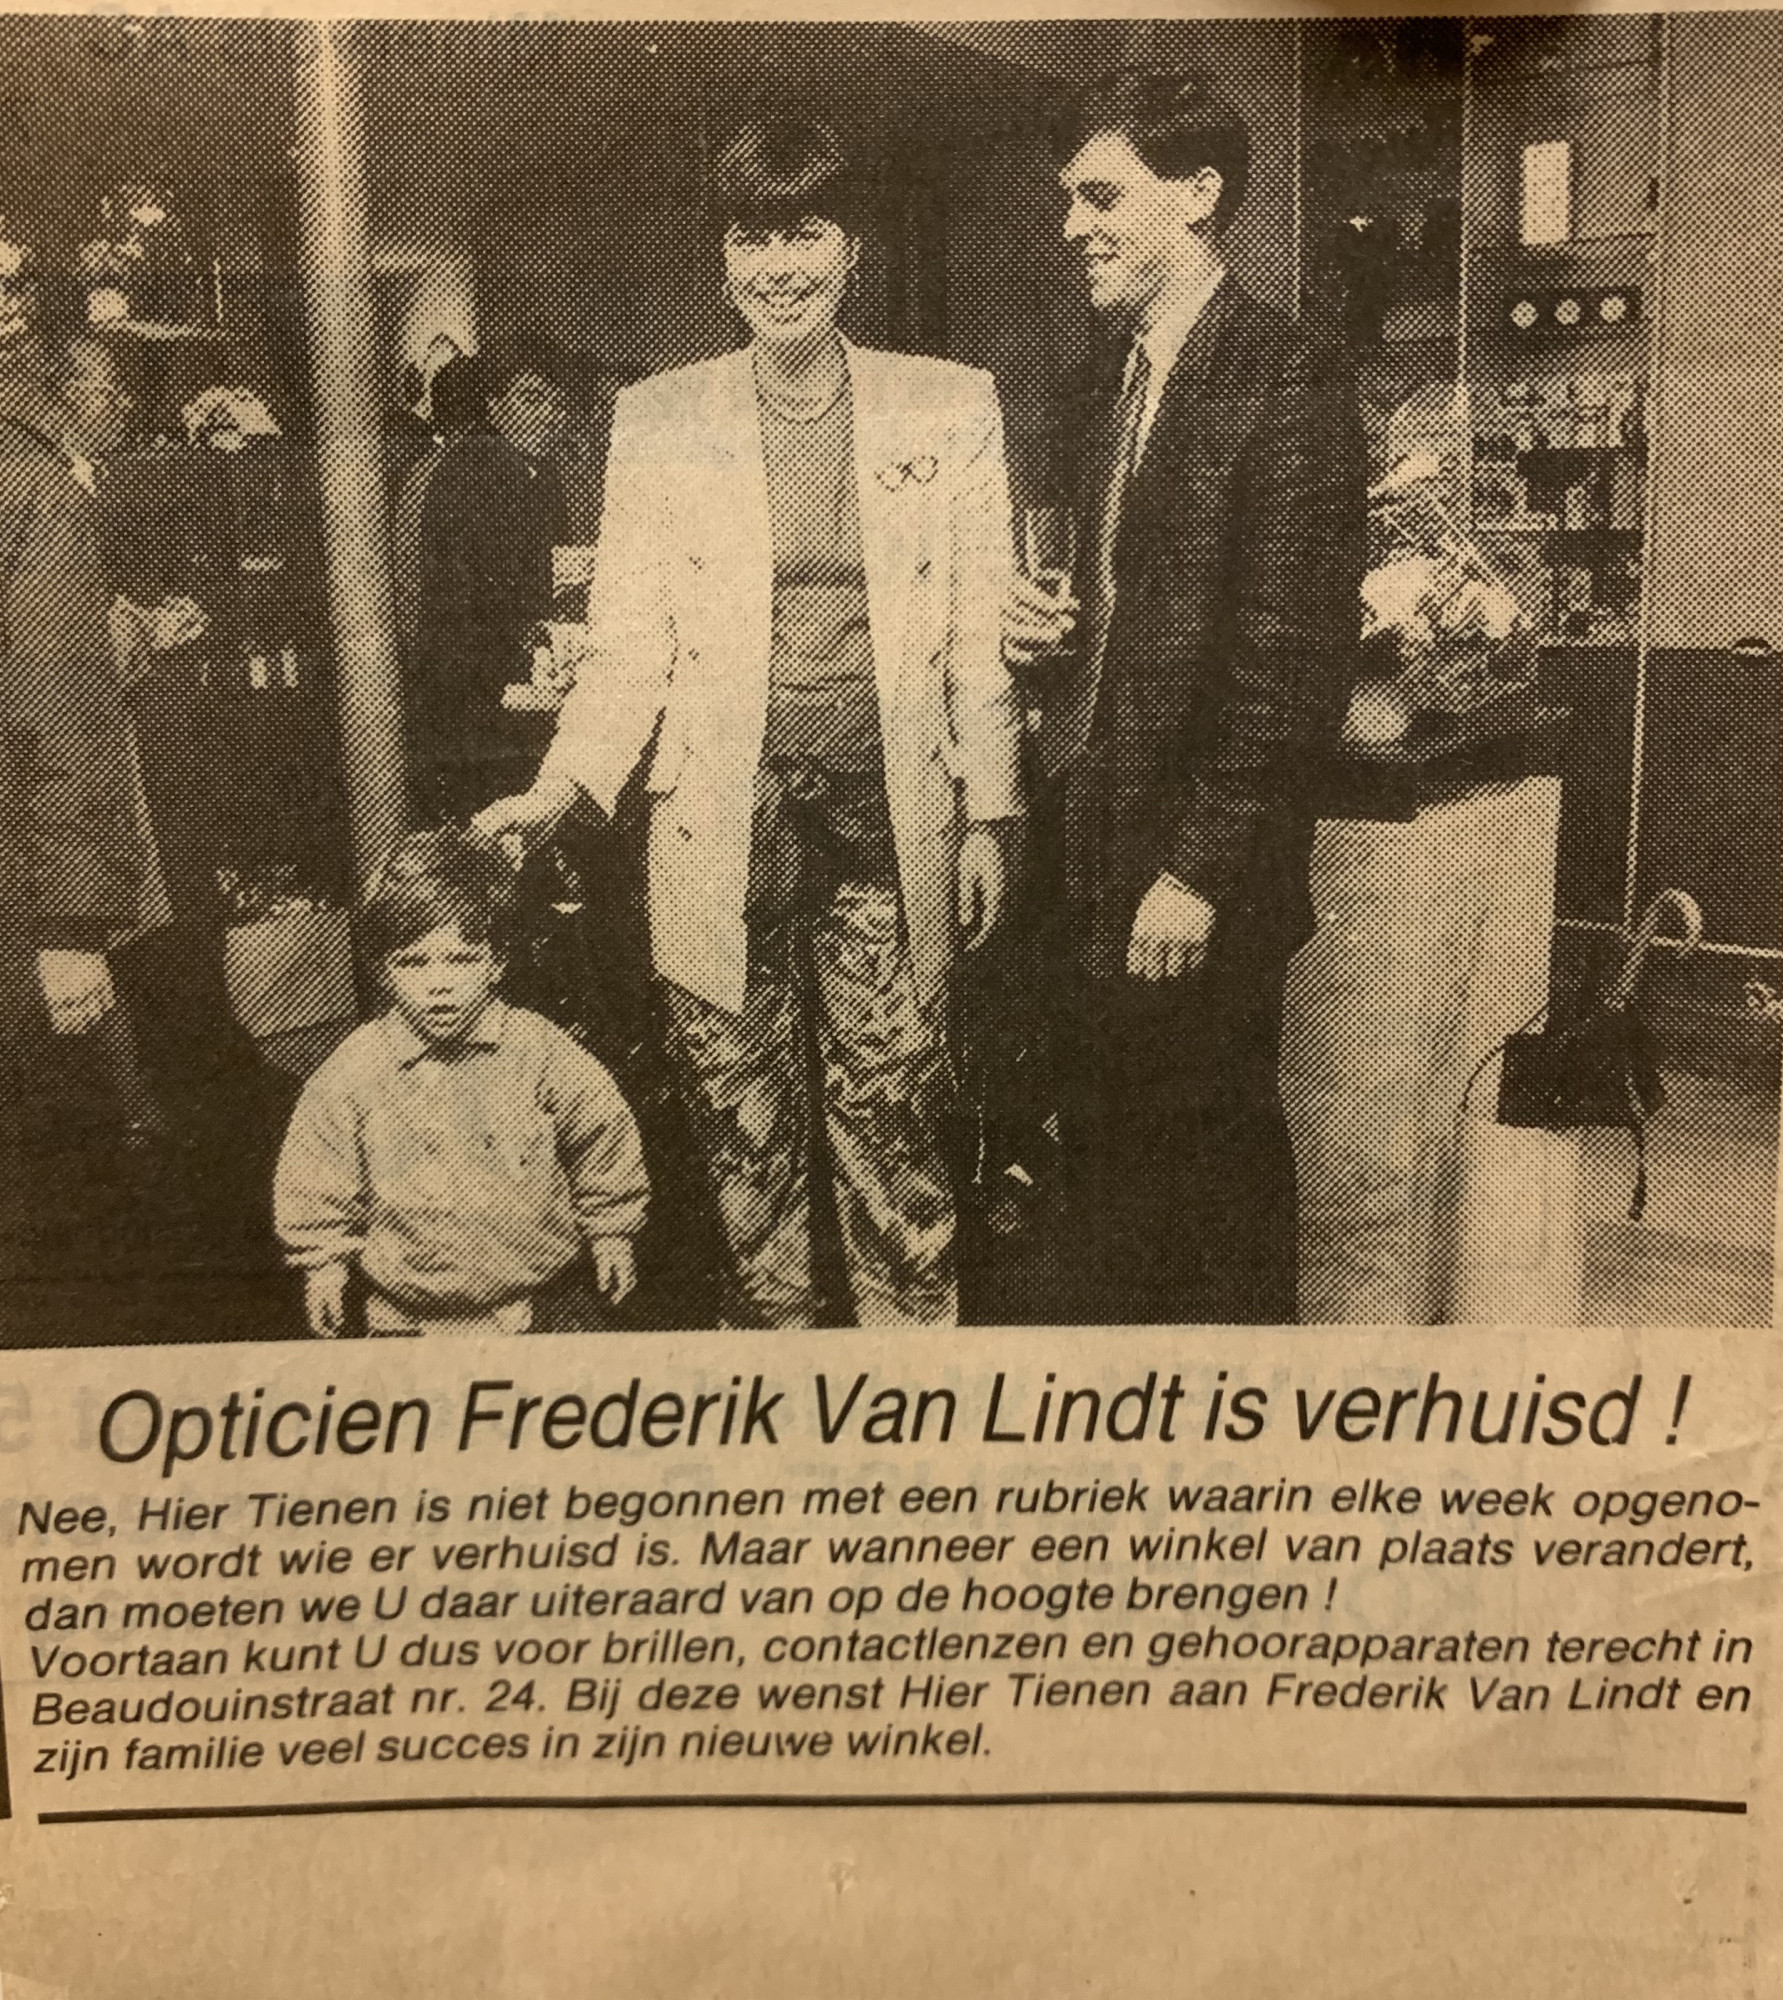 Opticien Frederik Van Lindt is verhuisd !
Nee, Hier Tienen is niet begonnen met een rubriek waarin elke week opgeno-
men wordt wie er verhuisd is. Maar wanneer een winkel van plaats verandert,
dan moeten we U daar uiteraard van op de hoogte brengen !
Voortaan kunt U dus voor brillen, contactlenzen en gehoorapparaten terecht in
Beaudouinstraat nr. 24. Bij deze wenst Hier Tienen aan Frederik Van Lindt en
zijn familie veel succes in zijn nieuwe winkel.